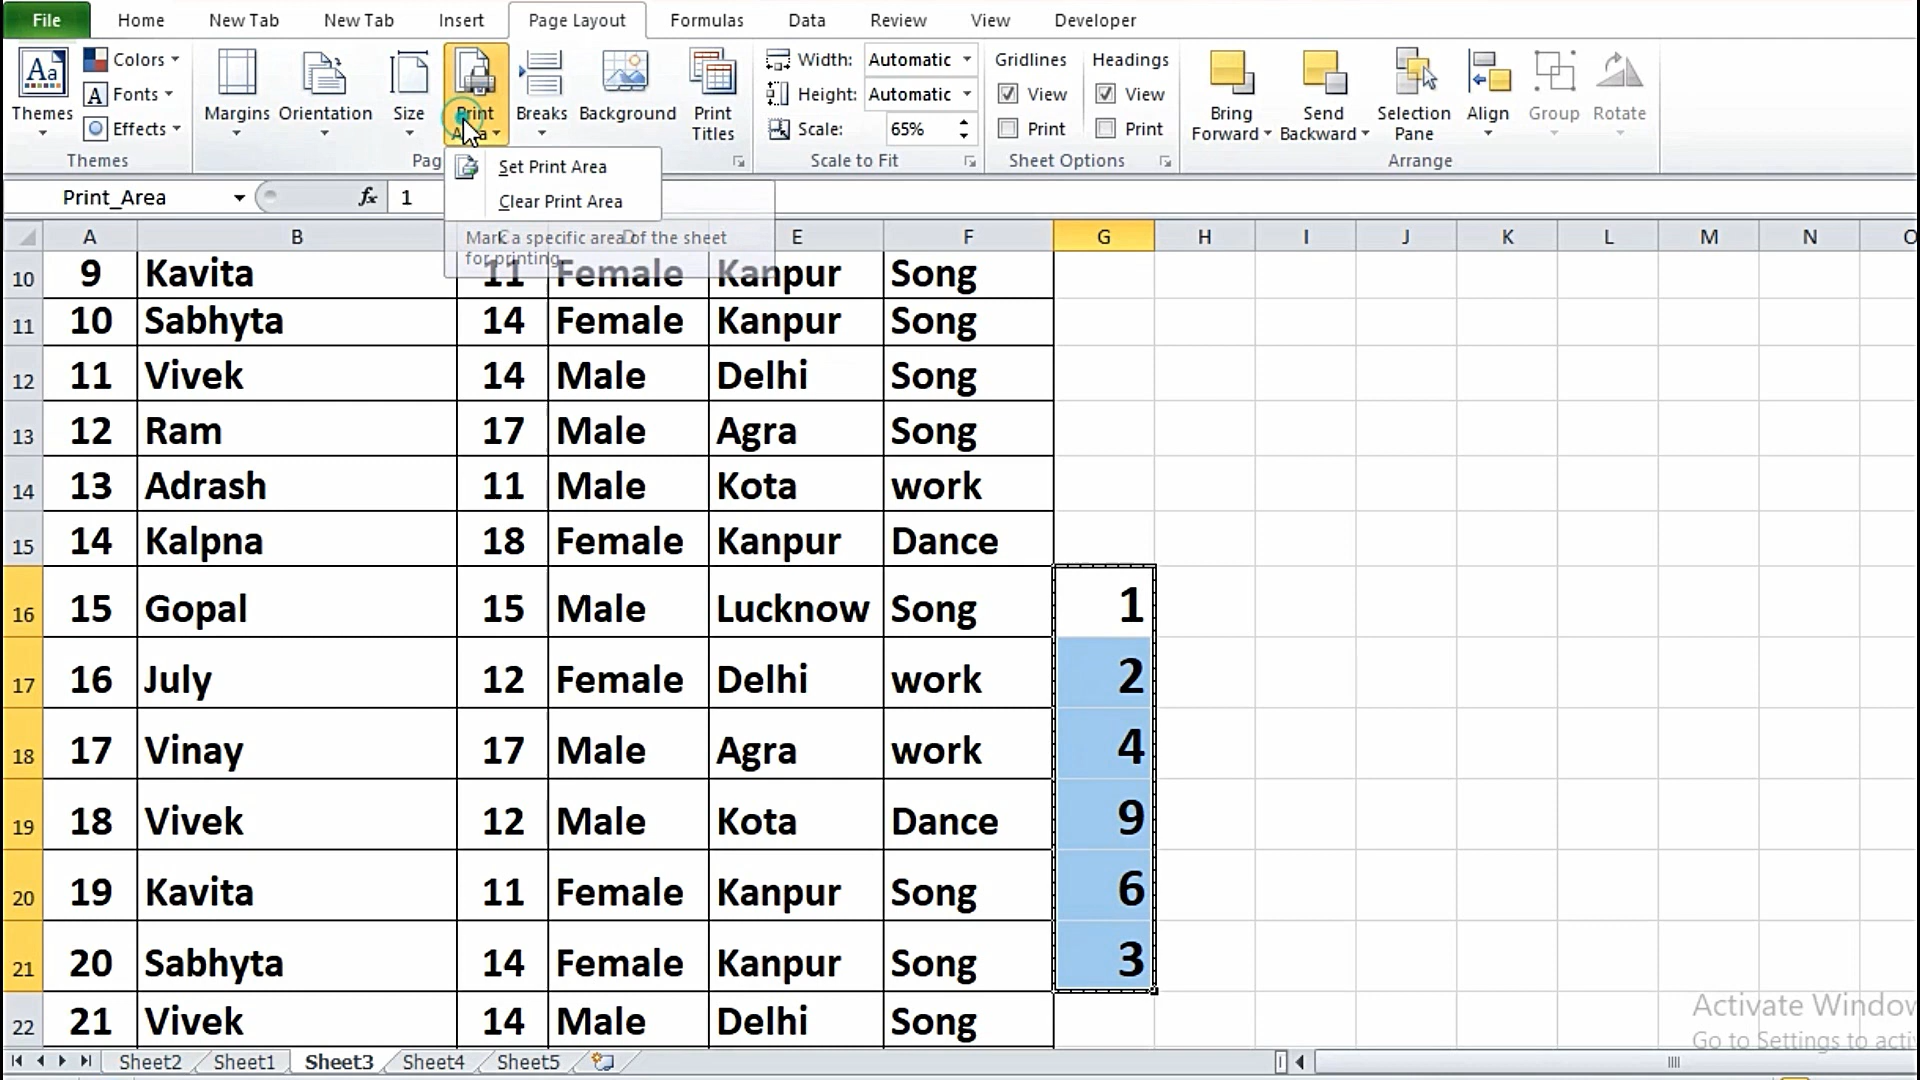 File Home New Tab New Tab Insert Page Layout Formulas Data Review View Developer
Colors Width: Automatic Gridlines Headings
Fonts Height: Automatic View View
Themes Effects Margins Orientation Size Print Area Breaks Background Print Titles Scale: 65% Print Print Bring Forward Send Backward Selection Pane Align Group Rotate
Themes Pag Scale to Fit Sheet Options Arrange
Set Print Area
Clear Print Area
Print_Area fx 1
Mark a specific area of the sheet
for printing
A B C D E F G H I J K L M N O
10 9 Kavita 11 Female Kanpur Song
11 10 Sabhyta 14 Female Kanpur Song
12 11 Vivek 14 Male Delhi Song
13 12 Ram 17 Male Agra Song
14 13 Adrash 11 Male Kota work
15 14 Kalpna 18 Female Kanpur Dance
16 15 Gopal 15 Male Lucknow Song 1
17 16 July 12 Female Delhi work 2
18 17 Vinay 17 Male Agra work 4
19 18 Vivek 12 Male Kota Dance 9
20 19 Kavita 11 Female Kanpur Song 6
21 20 Sabhyta 14 Female Kanpur Song 3
22 21 Vivek 14 Male Delhi Song
Activate Window
Go to Settings to acti
Sheet2 Sheet1 Sheet3 Sheet4 Sheet5